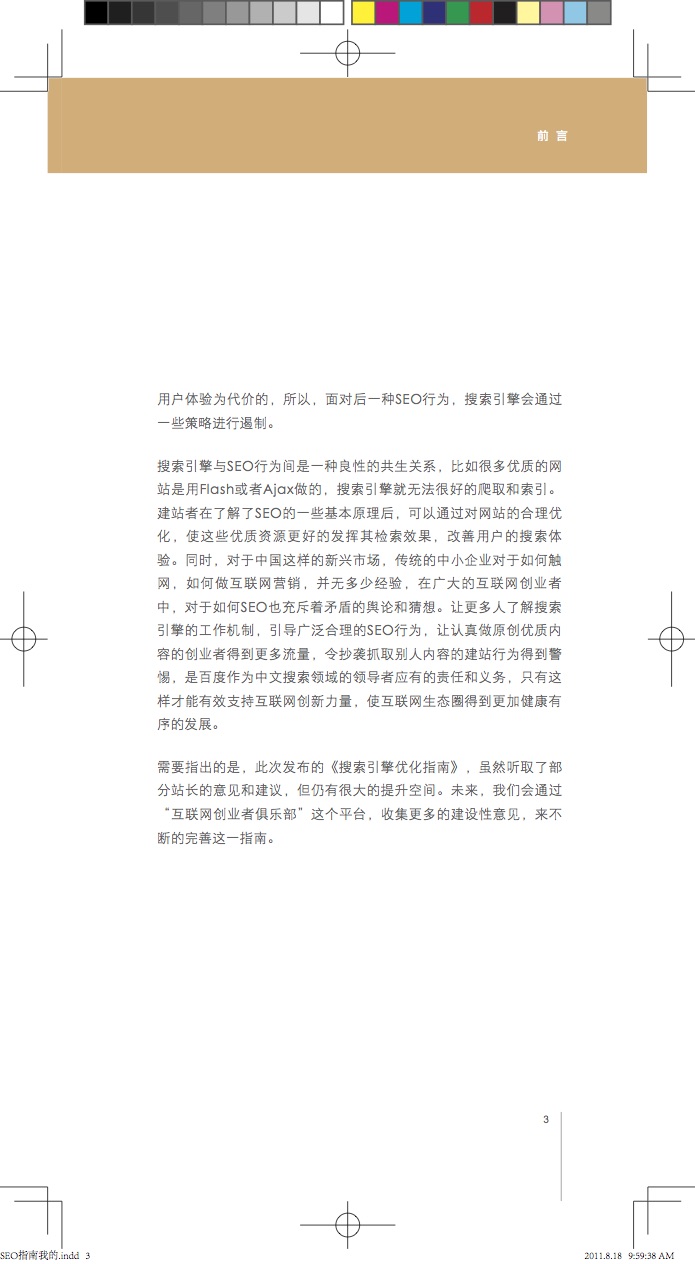 前 言
用户体验为代价的，所以，面对后一种SEO行为，搜索引擎会通过
一些策略进行遏制。
搜索引擎与SEO行为间是一种良性的共生关系，比如很多优质的网
站是用Flash或者Ajax做的，搜索引擎就无法很好的爬取和索引。
建站者在了解了SEO的一些基本原理后，可以通过对网站的合理优
化，使这些优质资源更好的发挥其检索效果，改善用户的搜索体
验。同时，对于中国这样的新兴市场，传统的中小企业对于如何触
网，如何做互联网营销，并无多少经验，在广大的互联网创业者
中，对于如何SEO也充斥着矛盾的舆论和猜想。让更多人了解搜索
引擎的工作机制，引导广泛合理的SEO行为，让认真做原创优质内
容的创业者得到更多流量，令抄袭抓取别人内容的建站行为得到警
惕，是百度作为中文搜索领域的领导者应有的责任和义务，只有这
样才能有效支持互联网创新力量，使互联网生态圈得到更加健康有
序的发展。
需要指出的是，此次发布的《搜索引擎优化指南》，虽然听取了部
分站长的意见和建议，但仍有很大的提升空间。未来，我们会通过
“互联网创业者俱乐部”这个平台，收集更多的建设性意见，来不
断的完善这一指南。
3
SEO指南我的.indd 3
2011.8.18 9:59:38 AM